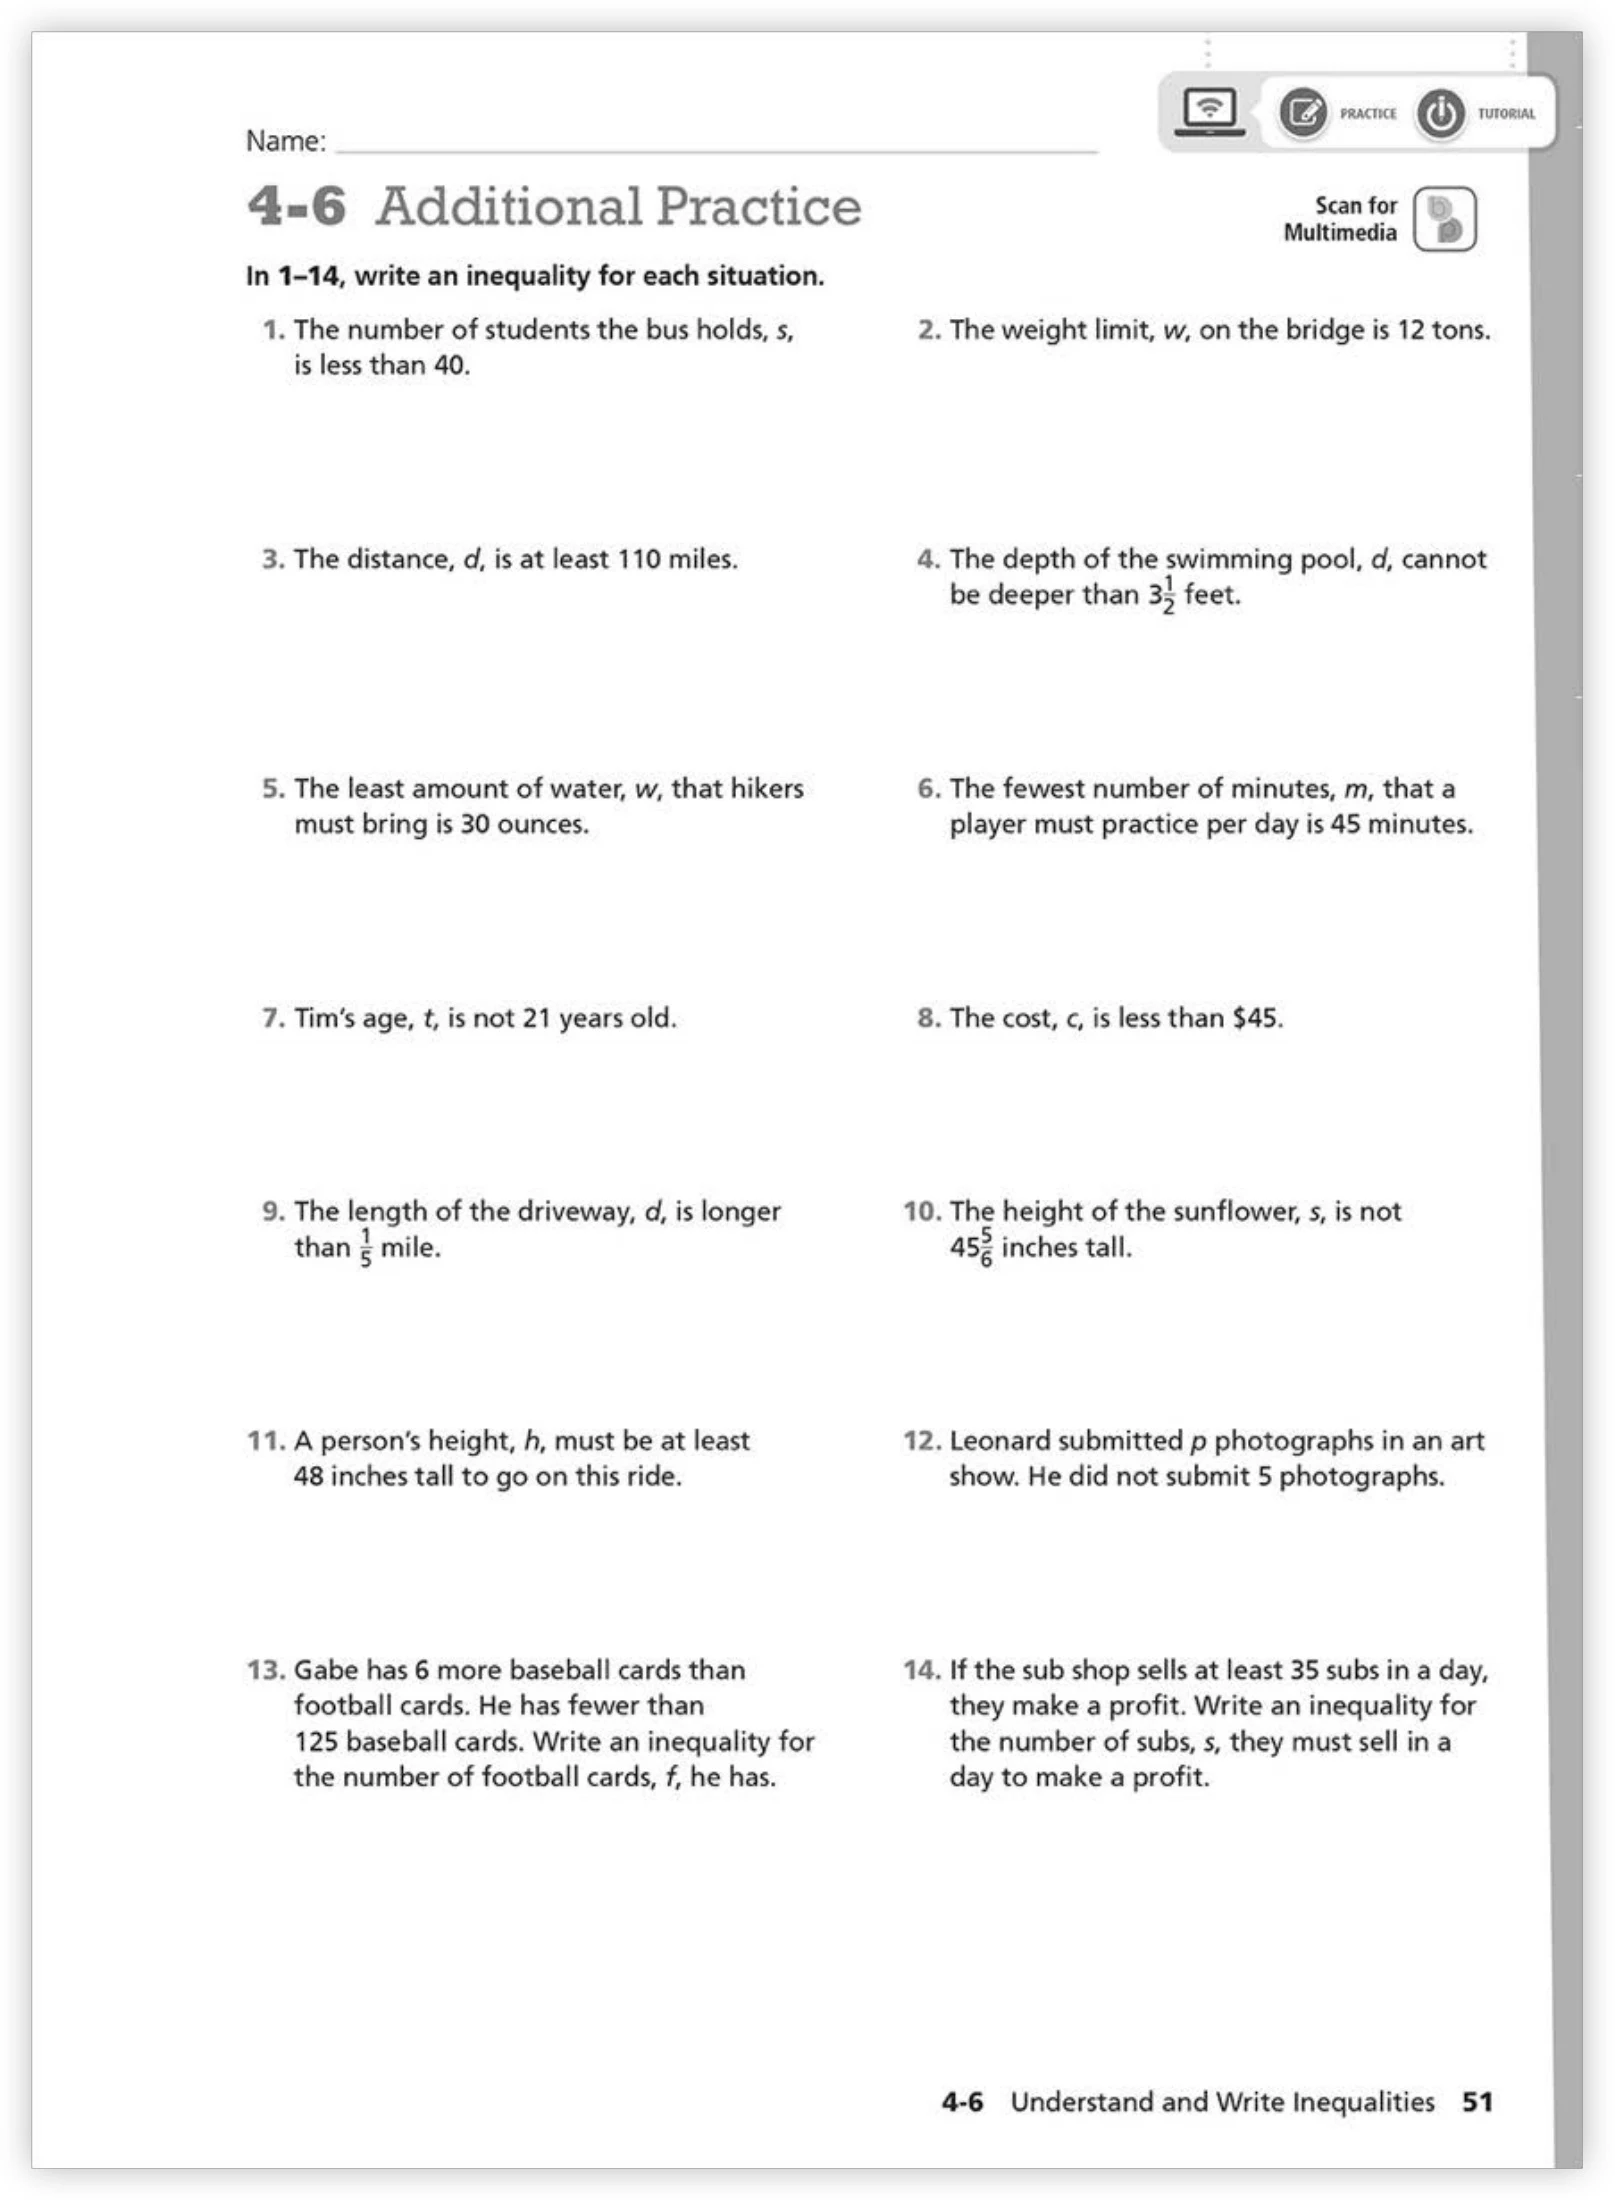 PRACTICE
TUTORIAL
Name:
4-6 Additional Practice
Scan for
Multimedia
In 1–14, write an inequality for each situation.
1. The number of students the bus holds, s,
is less than 40.
2. The weight limit, w, on the bridge is 12 tons.
3. The distance, d, is at least 110 miles.
4. The depth of the swimming pool, d, cannot
be deeper than 3 1/2 feet.
5. The least amount of water, w, that hikers
must bring is 30 ounces.
6. The fewest number of minutes, m, that a
player must practice per day is 45 minutes.
7. Tim’s age, t, is not 21 years old.
8. The cost, c, is less than $45.
9. The length of the driveway, d, is longer
than 1/5 mile.
10. The height of the sunflower, s, is not
45 5/6 inches tall.
11. A person’s height, h, must be at least
48 inches tall to go on this ride.
12. Leonard submitted p photographs in an art
show. He did not submit 5 photographs.
13. Gabe has 6 more baseball cards than
football cards. He has fewer than
125 baseball cards. Write an inequality for
the number of football cards, f, he has.
14. If the sub shop sells at least 35 subs in a day,
they make a profit. Write an inequality for
the number of subs, s, they must sell in a
day to make a profit.
4-6 Understand and Write Inequalities 51